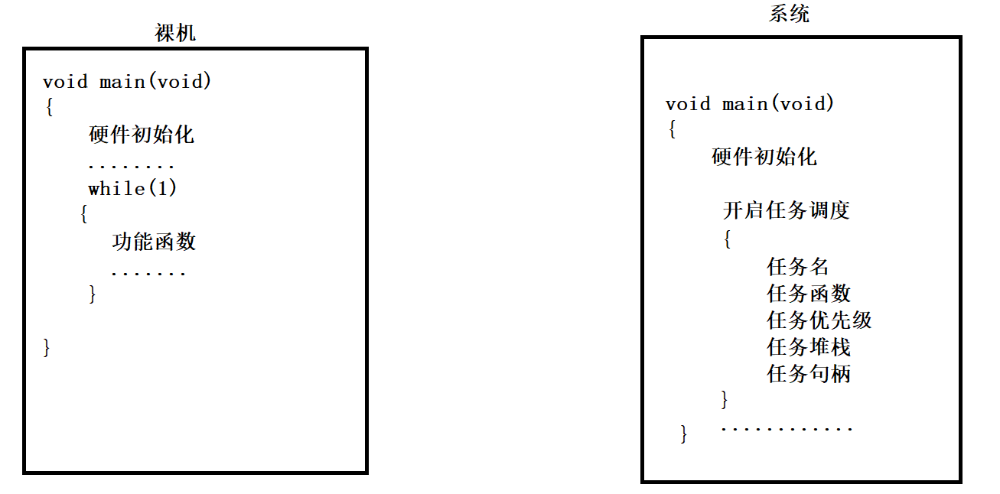 裸机
void main(void)
{
硬件初始化
........
while(1)
{
功能函数
.......
}
}
系统
void main(void)
{
硬件初始化
开启任务调度
{
任务名
任务函数
任务优先级
任务堆栈
任务句柄
}
............
}